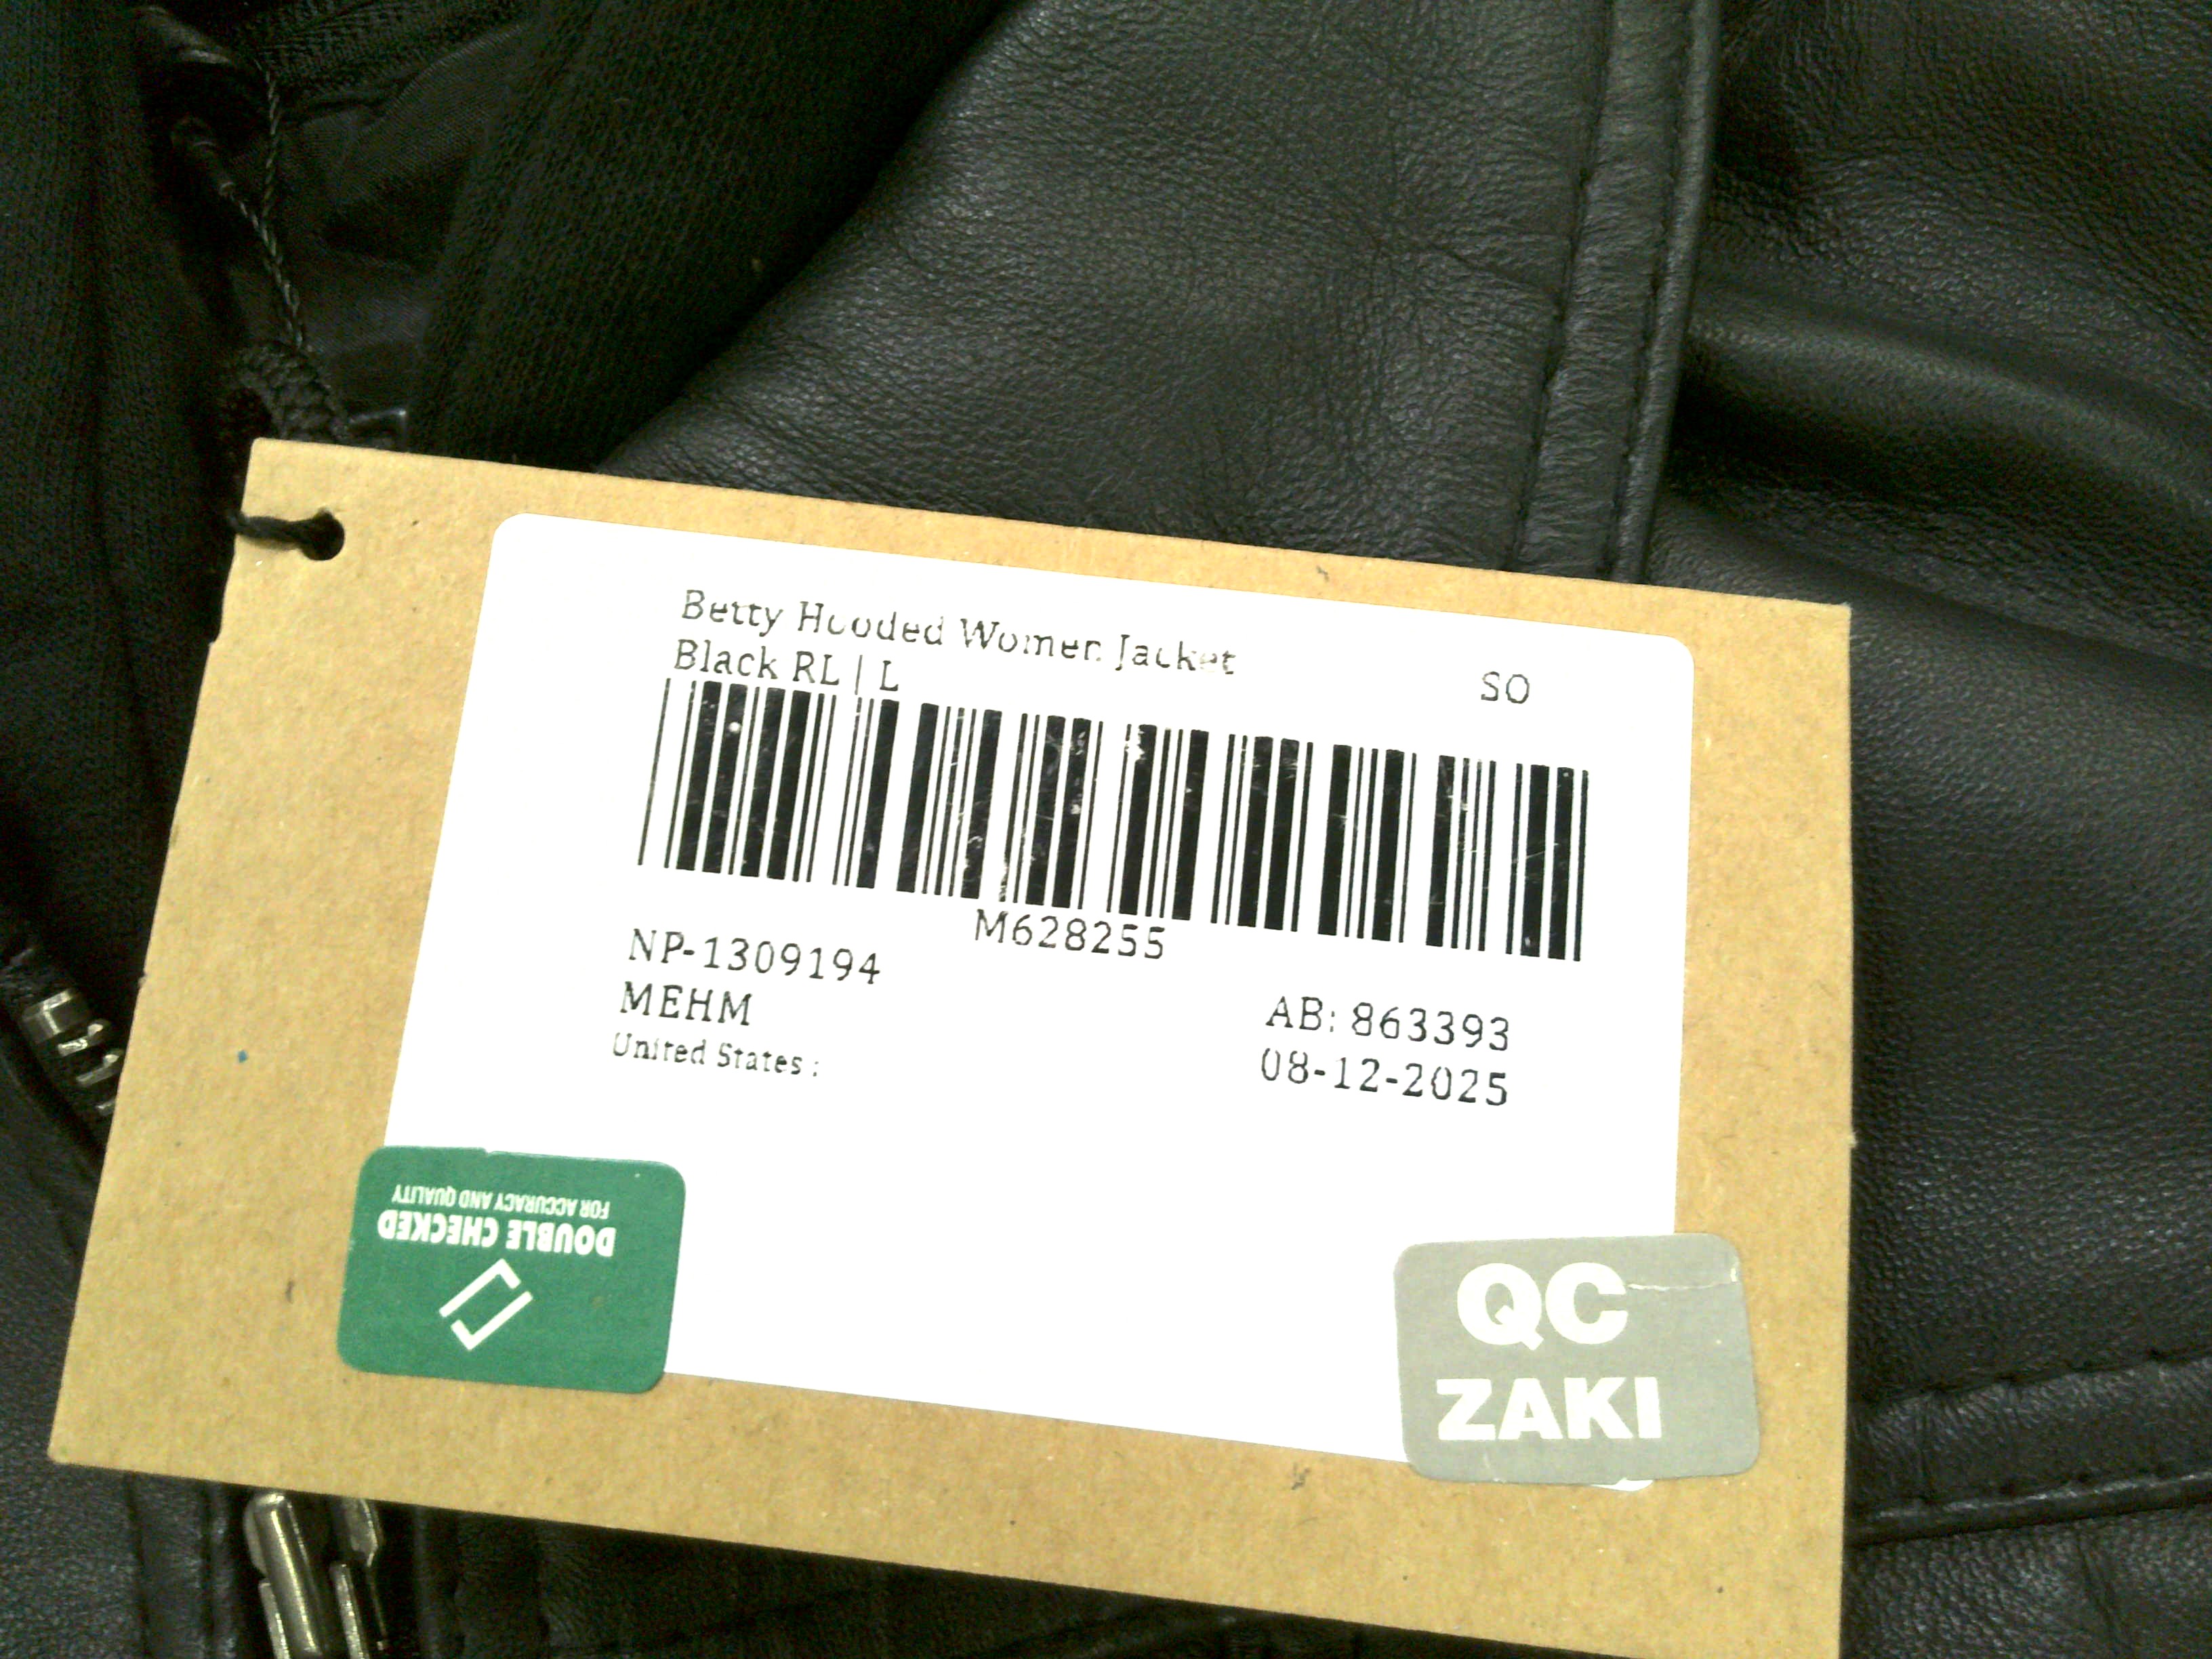 Betty Hooded Women Jacket
Black RL | L
SO
M628255
NP-1309194
MEHM
United States :
AB: 863393
08-12-2025
DOUBLE CHECKED
FOR ACCURACY AND QUALITY
QC
ZAKI